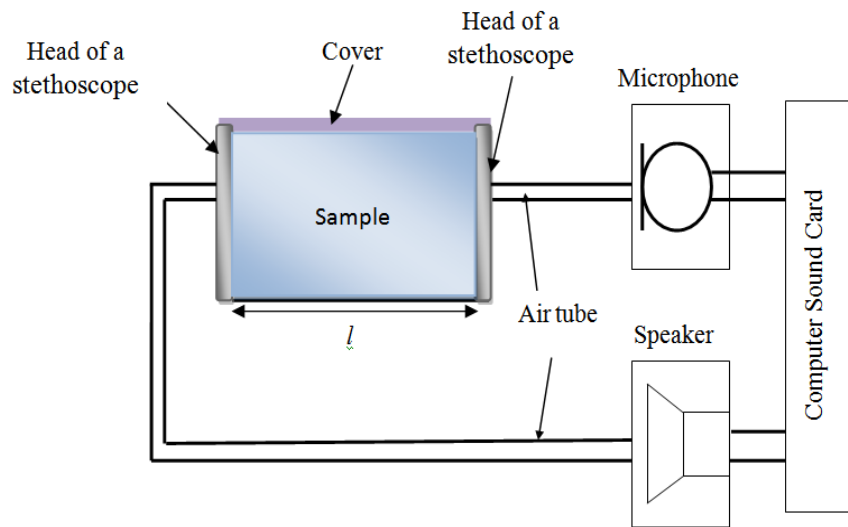 Head of a
stethoscope
Cover
Head of a
stethoscope
Microphone
Sample
Computer Sound Card
l
Air tube
Speaker